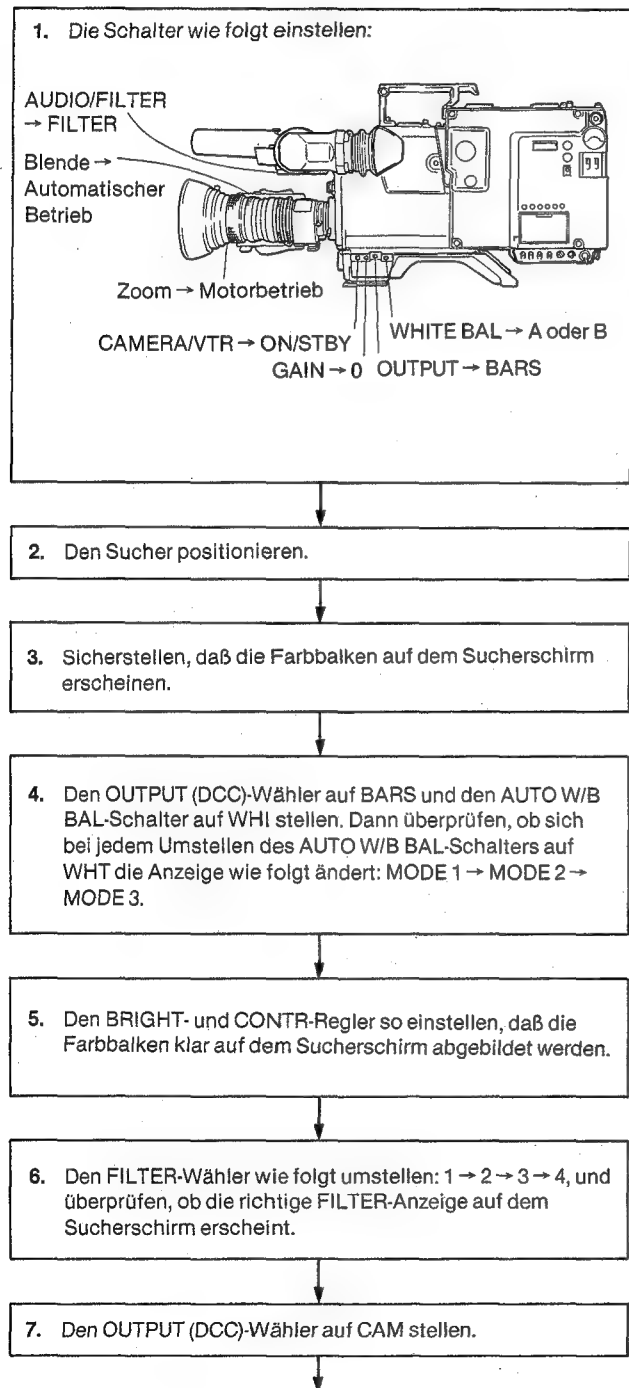 1. Die Schalter wie folgt einstellen:
AUDIO/FILTER
→ FILTER
Blende →
Automatischer
Betrieb
Zoom → Motorbetrieb
WHITE BAL → A oder B
CAMERA/VTR → ON/STBY
GAIN → 0 OUTPUT → BARS
2. Den Sucher positionieren.
3. Sicherstellen, daß die Farbbalken auf dem Sucherschirm
erscheinen.
4. Den OUTPUT (DCC)-Wähler auf BARS und den AUTO W/B
BAL-Schalter auf WHI stellen. Dann überprüfen, ob sich
bei jedem Umstellen des AUTO W/B BAL-Schalters auf
WHT die Anzeige wie folgt ändert: MODE 1 → MODE 2 →
MODE 3.
5. Den BRIGHT- und CONTR-Regler so einstellen, daß die
Farbbalken klar auf dem Sucherschirm abgebildet werden.
6. Den FILTER-Wähler wie folgt umstellen: 1 → 2 → 3 → 4, und
überprüfen, ob die richtige FILTER-Anzeige auf dem
Sucherschirm erscheint.
7. Den OUTPUT (DCC)-Wähler auf CAM stellen.